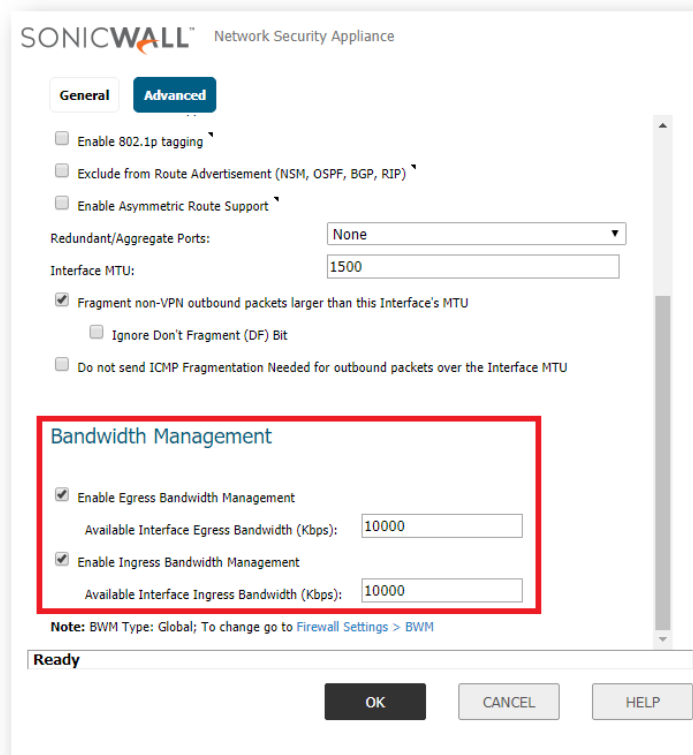 SONICWALL Network Security Appliance
General Advanced
Enable 802.1p tagging
Exclude from Route Advertisement (NSM, OSPF, BGP, RIP)
Enable Asymmetric Route Support
Redundant/Aggregate Ports: None
Interface MTU: 1500
Fragment non-VPN outbound packets larger than this Interface's MTU
Ignore Don't Fragment (DF) Bit
Do not send ICMP Fragmentation Needed for outbound packets over the Interface MTU
Bandwidth Management
Enable Egress Bandwidth Management
Available Interface Egress Bandwidth (Kbps): 10000
Enable Ingress Bandwidth Management
Available Interface Ingress Bandwidth (Kbps): 10000
Note: BWM Type: Global; To change go to Firewall Settings > BWM
Ready
OK CANCEL HELP